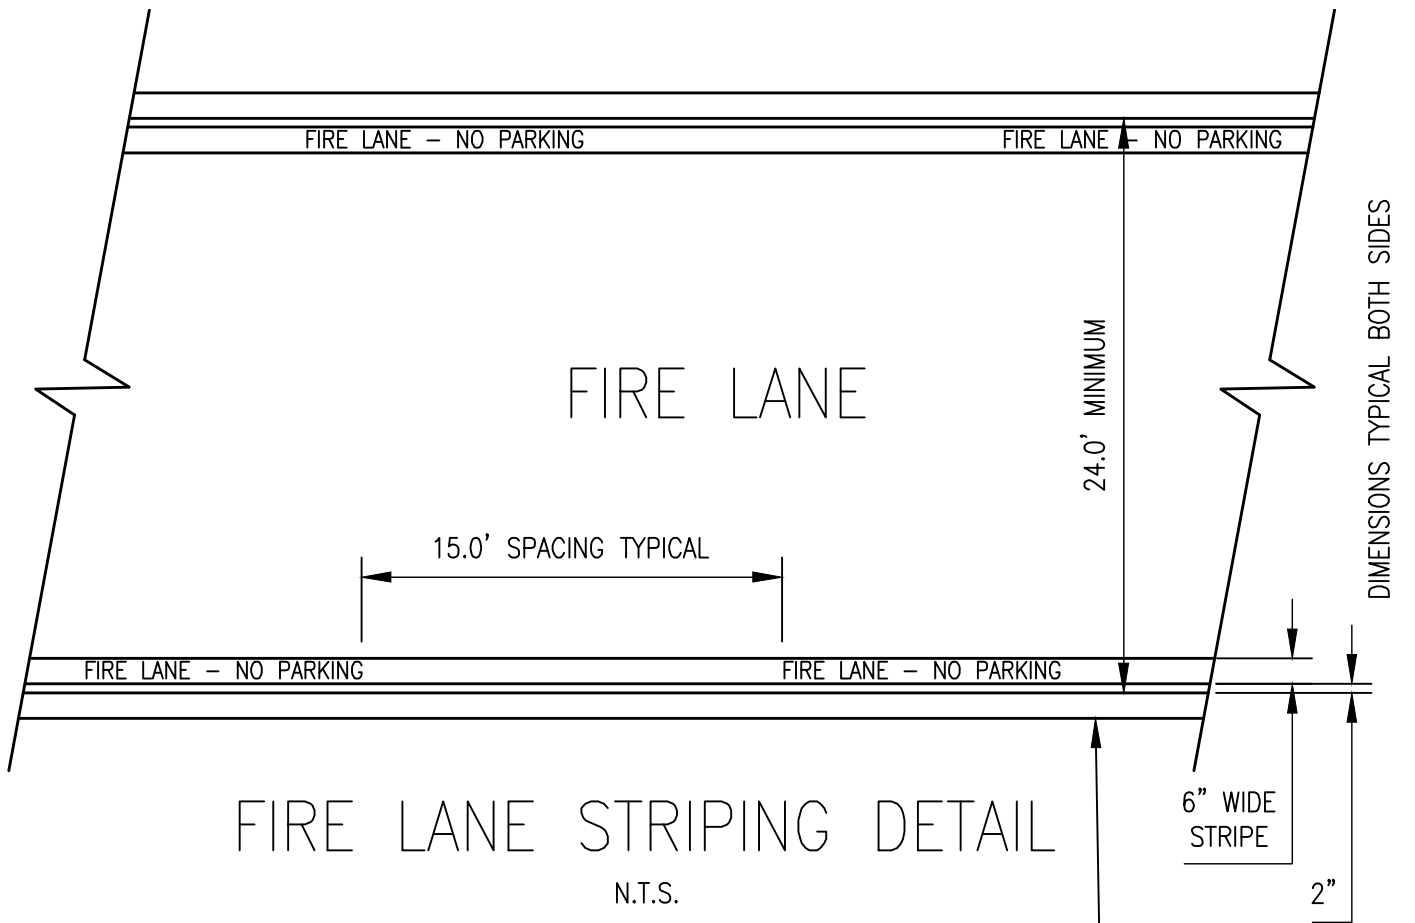 FIRE LANE – NO PARKING
FIRE LANE – NO PARKING
DIMENSIONS TYPICAL BOTH SIDES
24.0' MINIMUM
FIRE LANE
15.0' SPACING TYPICAL
FIRE LANE – NO PARKING
FIRE LANE – NO PARKING
6" WIDE
STRIPE
FIRE LANE STRIPING DETAIL
N.T.S.
2"